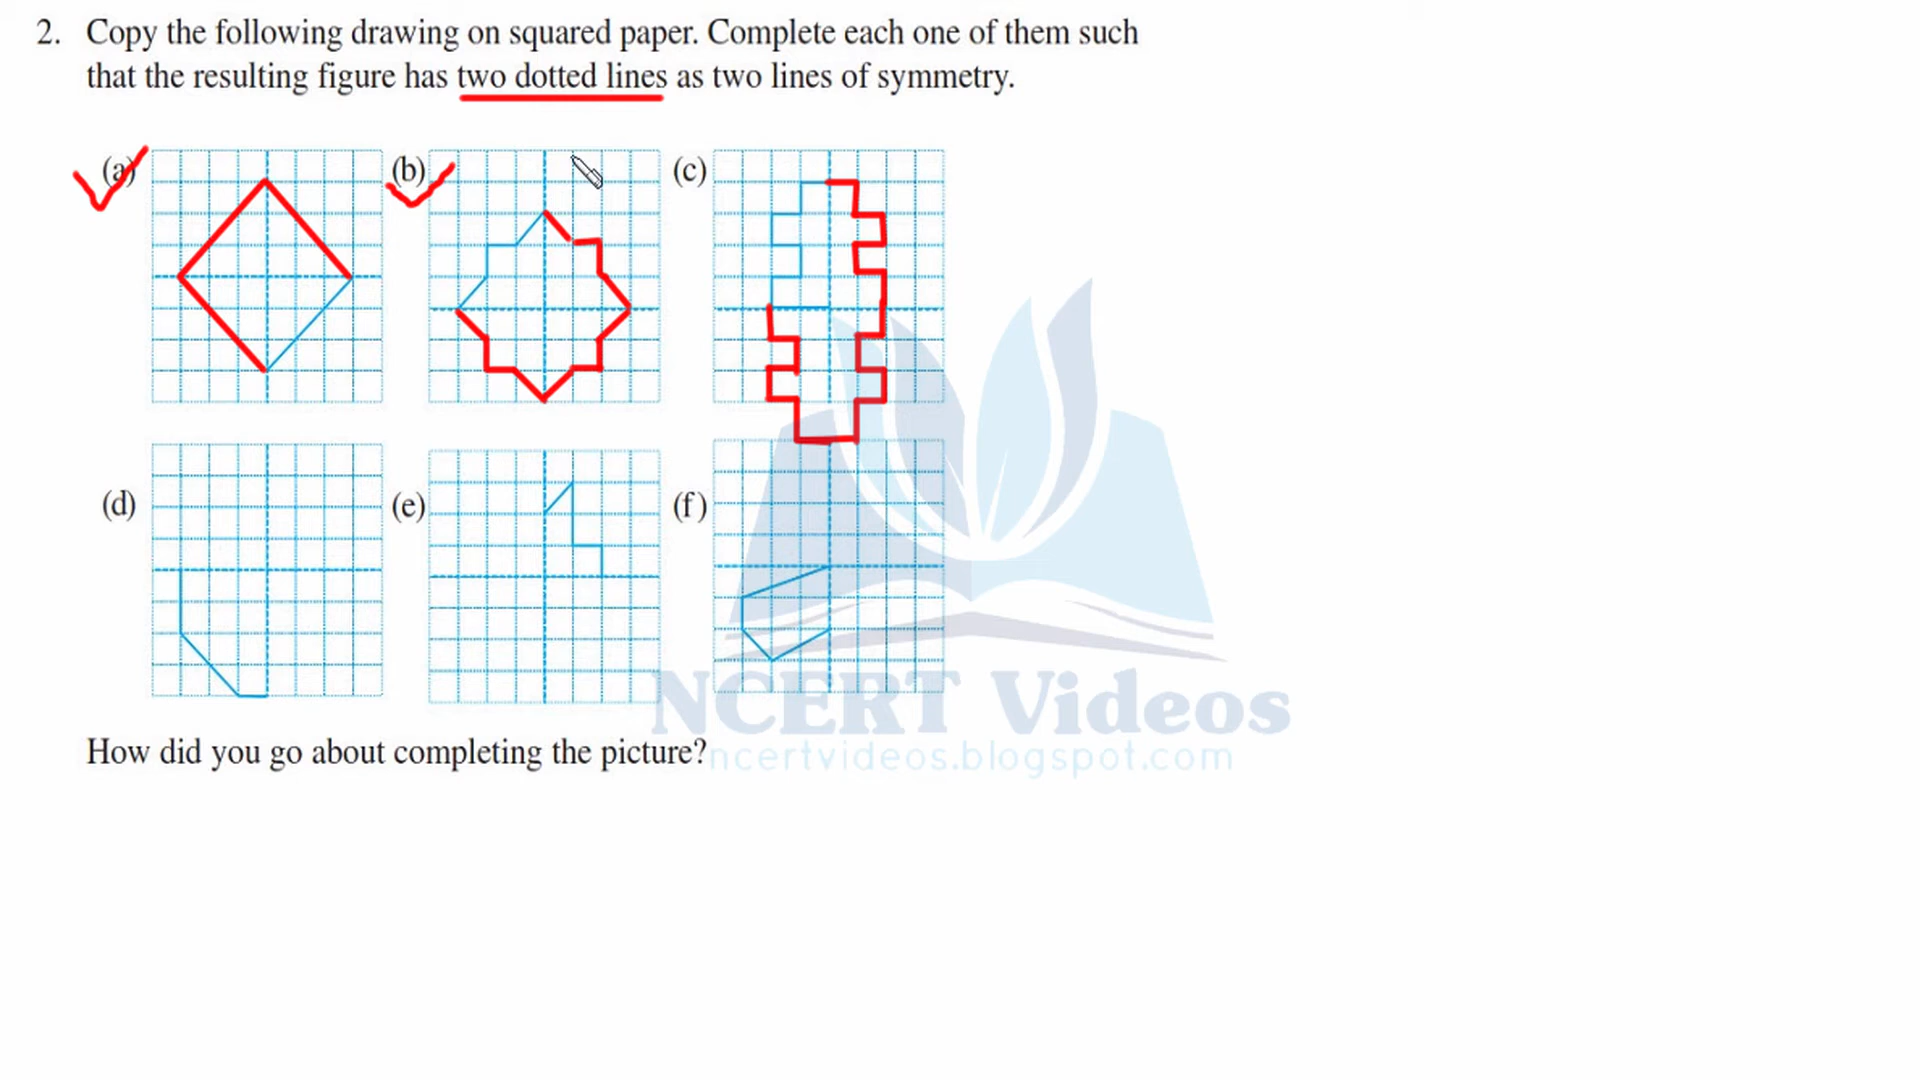 2. Copy the following drawing on squared paper. Complete each one of them such
that the resulting figure has two dotted lines as two lines of symmetry.
(a) (b) (c)
(d) (e) (f)
NCERT Videos
How did you go about completing the picture?
ncertvideos.blogspot.com